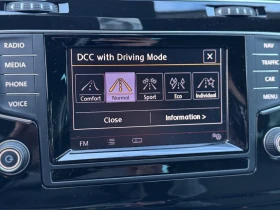 RADIO
MEDIA
PHONE
VOICE
DCC with Driving Mode
X
Comfort
Normal
Sport
Eco
Individual
Close
Information >
FM
NAV
TRAFFIC
CAR
MENU